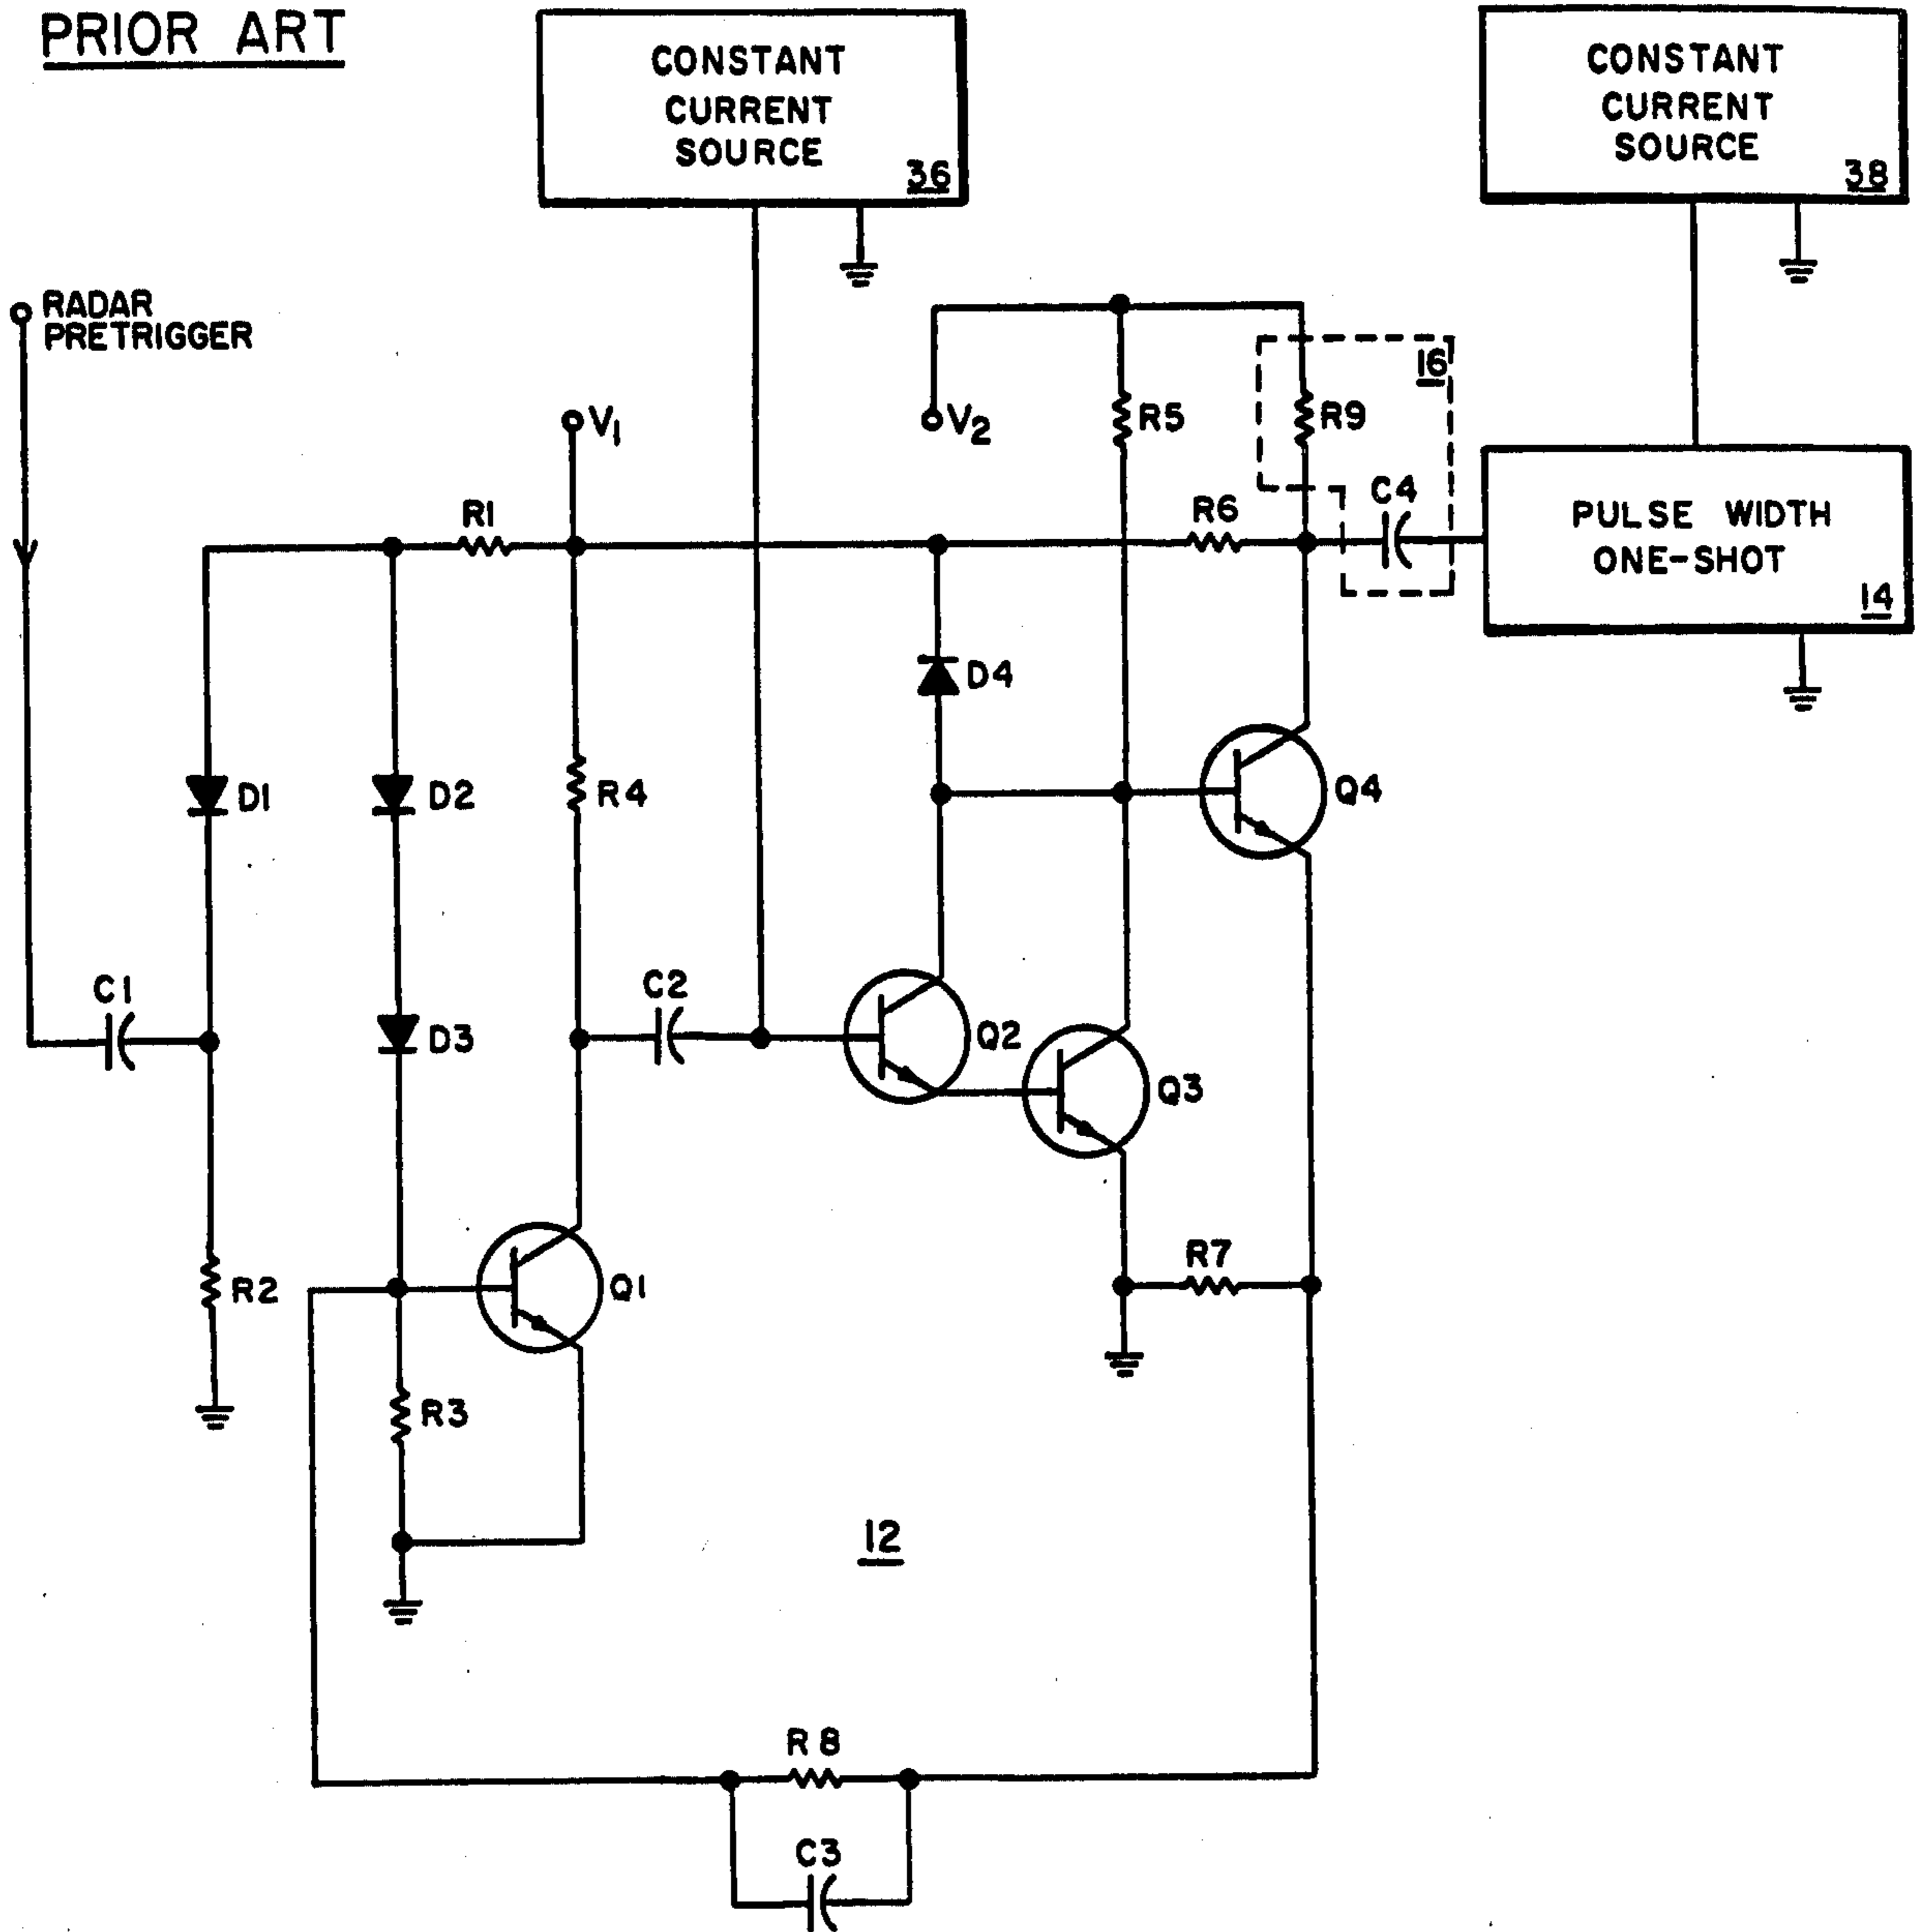 PRIOR ART
CONSTANT
CURRENT
SOURCE
36
CONSTANT
CURRENT
SOURCE
38
RADAR
PRETRIGGER
V1
V2
R5
R9
16
R1
R6
C4
PULSE WIDTH
ONE-SHOT
14
D4
D1
D2
R4
Q4
C1
D3
C2
Q2
Q3
R2
Q1
R7
R3
12
R8
C3